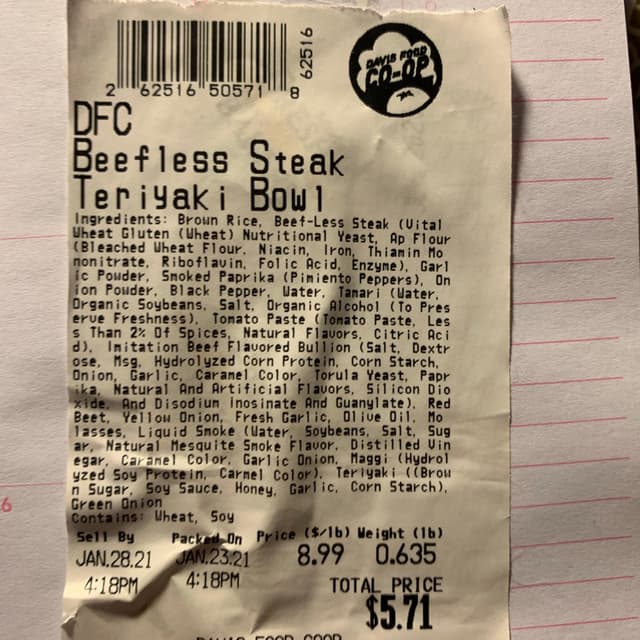 62516
2 62516 50571 8
DAVIS FOOD
CO-OP
DFC
Beefless Steak
Teriyaki Bowl
Ingredients: Brown Rice, Beef-Less Steak (Vital
Wheat Gluten (Wheat) Nutritional Yeast, Ap Flour
(Bleached Wheat Flour, Niacin, Iron, Thiamin Mo
nonitrate, Riboflavin, Folic Acid, Enzyme), Garl
ic Powder, Smoked Paprika (Pimiento Peppers), On
ion Powder, Black Pepper, Water, Tamari (Water,
Organic Soybeans, Salt, Organic Alcohol (To Pres
erve Freshness), Tomato Paste (Tomato Paste, Les
s Than 2% Of Spices, Natural Flavors, Citric Aci
d), Imitation Beef Flavored Bullion (Salt, Dextr
ose, Msg, Hydrolyzed Corn Protein, Corn Starch,
Onion, Garlic, Caramel Color, Torula Yeast, Papr
ika, Natural And Artificial Flavors, Silicon Dio
xide, And Disodium Inosinate And Guanylate), Red
Beet, Yellow Onion, Fresh Garlic, Olive Oil, Mo
lasses, Liquid Smoke (Water, Soybeans, Salt, Sug
ar, Natural Mesquite Smoke Flavor, Distilled Vin
egar, Caramel Color, Garlic Onion, Maggi (Hydrol
yzed Soy Protein, Carmel Color), Teriyaki ((Brow
n Sugar, Soy Sauce, Honey, Garlic, Corn Starch),
Green Onion
Contains: Wheat, Soy
Sell By Packed On Price ($/lb) Weight (lb)
JAN.28.21 JAN.23.21 8.99 0.635
4:18PM 4:18PM TOTAL PRICE
$5.71
DAVIS FOOD COOP
6